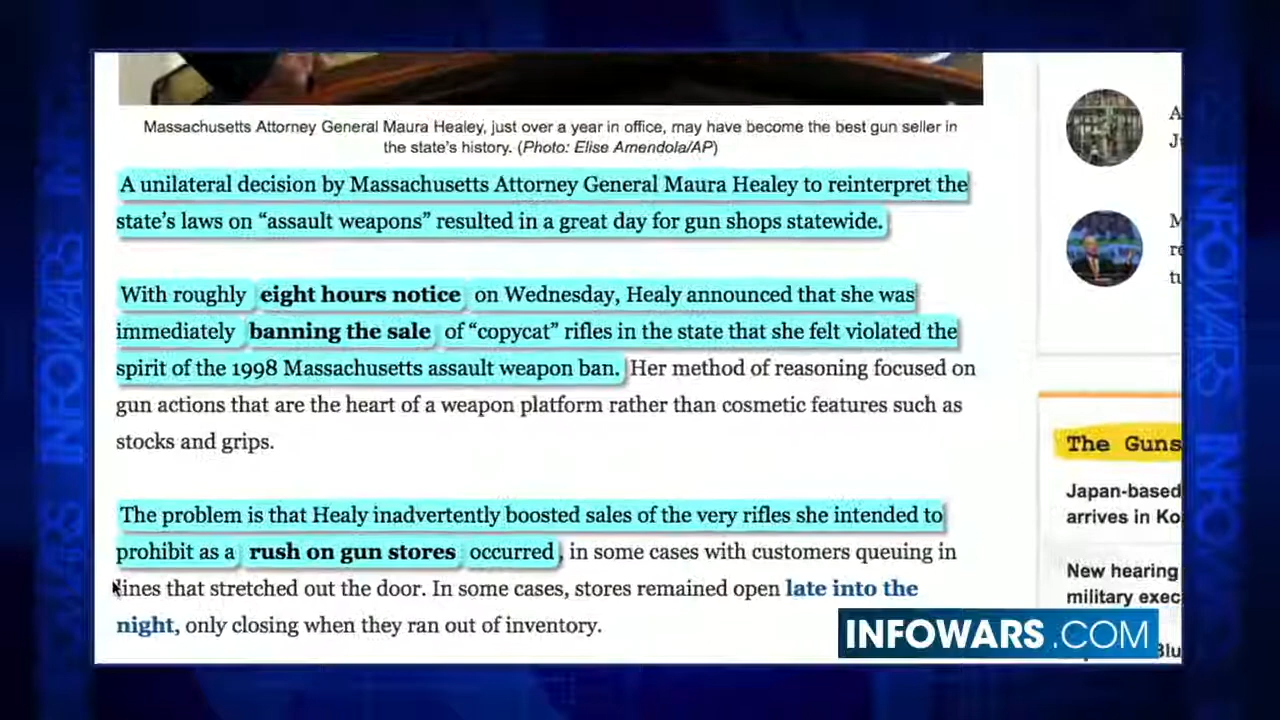 Massachusetts Attorney General Maura Healey, just over a year in office, may have become the best gun seller in
the state's history. (Photo: Elise Amendola/AP)
A unilateral decision by Massachusetts Attorney General Maura Healey to reinterpret the
state's laws on “assault weapons” resulted in a great day for gun shops statewide.
With roughly eight hours notice on Wednesday, Healy announced that she was
immediately banning the sale of “copycat” rifles in the state that she felt violated the
spirit of the 1998 Massachusetts assault weapon ban. Her method of reasoning focused on
gun actions that are the heart of a weapon platform rather than cosmetic features such as
stocks and grips.
The problem is that Healy inadvertently boosted sales of the very rifles she intended to
prohibit as a rush on gun stores occurred, in some cases with customers queuing in
lines that stretched out the door. In some cases, stores remained open late into the
night, only closing when they ran out of inventory.
The Guns
Japan-based
arrives in Ko
New hearing
military exec
INFOWARS.COM
INFOWARS
INFOWARS